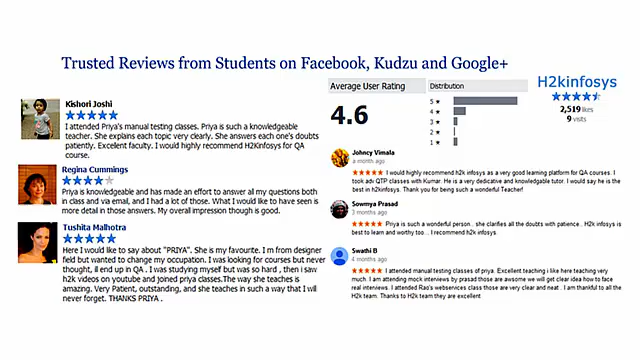 Trusted Reviews from Students on Facebook, Kudzu and Google+
Kishori Joshi
I attended Priya's manual testing classes. Priya is such a knowledgeable
teacher. She explains each topic very clearly. She answers each one's doubts
patiently. Excellent faculty. I would highly recommend H2Kinfosys for QA
course.
Regina Cummings
Priya is knowledgeable and has made an effort to answer all my questions both
in class and via email, and I had a lot of those. What I would like to have seen is
more detail in those answers. My overall impression though is good.
Tushita Malhotra
Here I would like to say about "PRIYA". She is my favourite. I m from designer
field but wanted to change my occupation. I was looking for courses but never
thought, ill end up in QA . I was studying myself but was so hard , then i saw
h2k videos on youtube and joined priya classes.The way she teaches is
amazing. Very Patient, outstanding, and she teaches in such a way that I will
never forget. THANKS PRIYA .
Average User Rating
4.6
Distribution
5 ★
4 ★
3 ★
2 ★
1 ★
H2kinfosys
2,519 likes
9 visits
Johncy Vimala
a month ago
★★★★★ I would highly recommend h2k infosys as a very good learning platform for QA courses. I
took adv QTP classes with Kumar. He is a very dedicative and knowledgable tutor. I would say he is the
best in h2kinfosys. Thank you for being such a wonderful Teacher!
Sowmya Prasad
3 months ago
★★★★★ Priya is such a wonderful person.. she clarifies all the doubts with patience.. H2k infosys is
best to learn and worthy too... I recommend h2k infosys.
Swathi B
4 months ago
★★★★★ I attended manual testing classes of priya. Excellent teaching i like here teaching very
much. I am attending mock interviews by prasad those are awsome we will get clear idea how to face
real interviews. I attended Rao's webservices class those are very clear and neat . I am thankful to all the
H2k team. Thanks to H2k team they are excellent